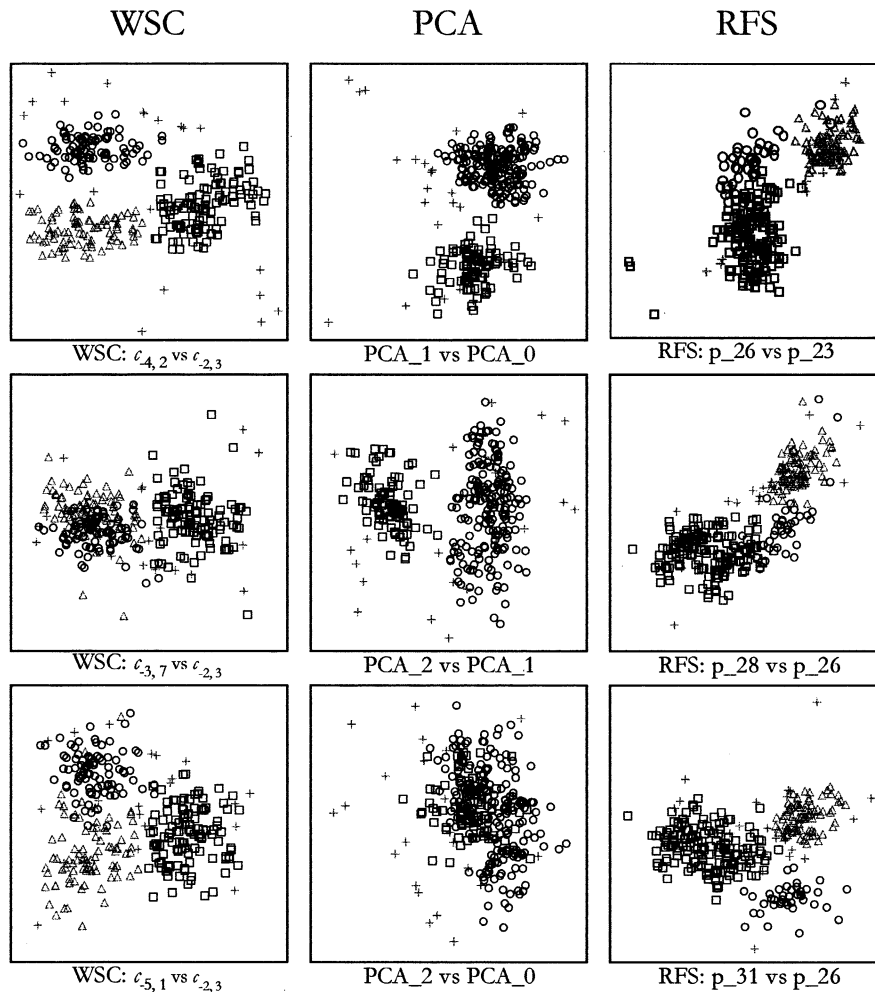 WSC PCA RFS
WSC: c-4, 2 vs c-2,3 PCA_1 vs PCA_0 RFS: p_26 vs p_23
WSC: c-3, 7 vs c-2,3 PCA_2 vs PCA_1 RFS: p_28 vs p_26
WSC: c-5, 1 vs c-2,3 PCA_2 vs PCA_0 RFS: p_31 vs p_26